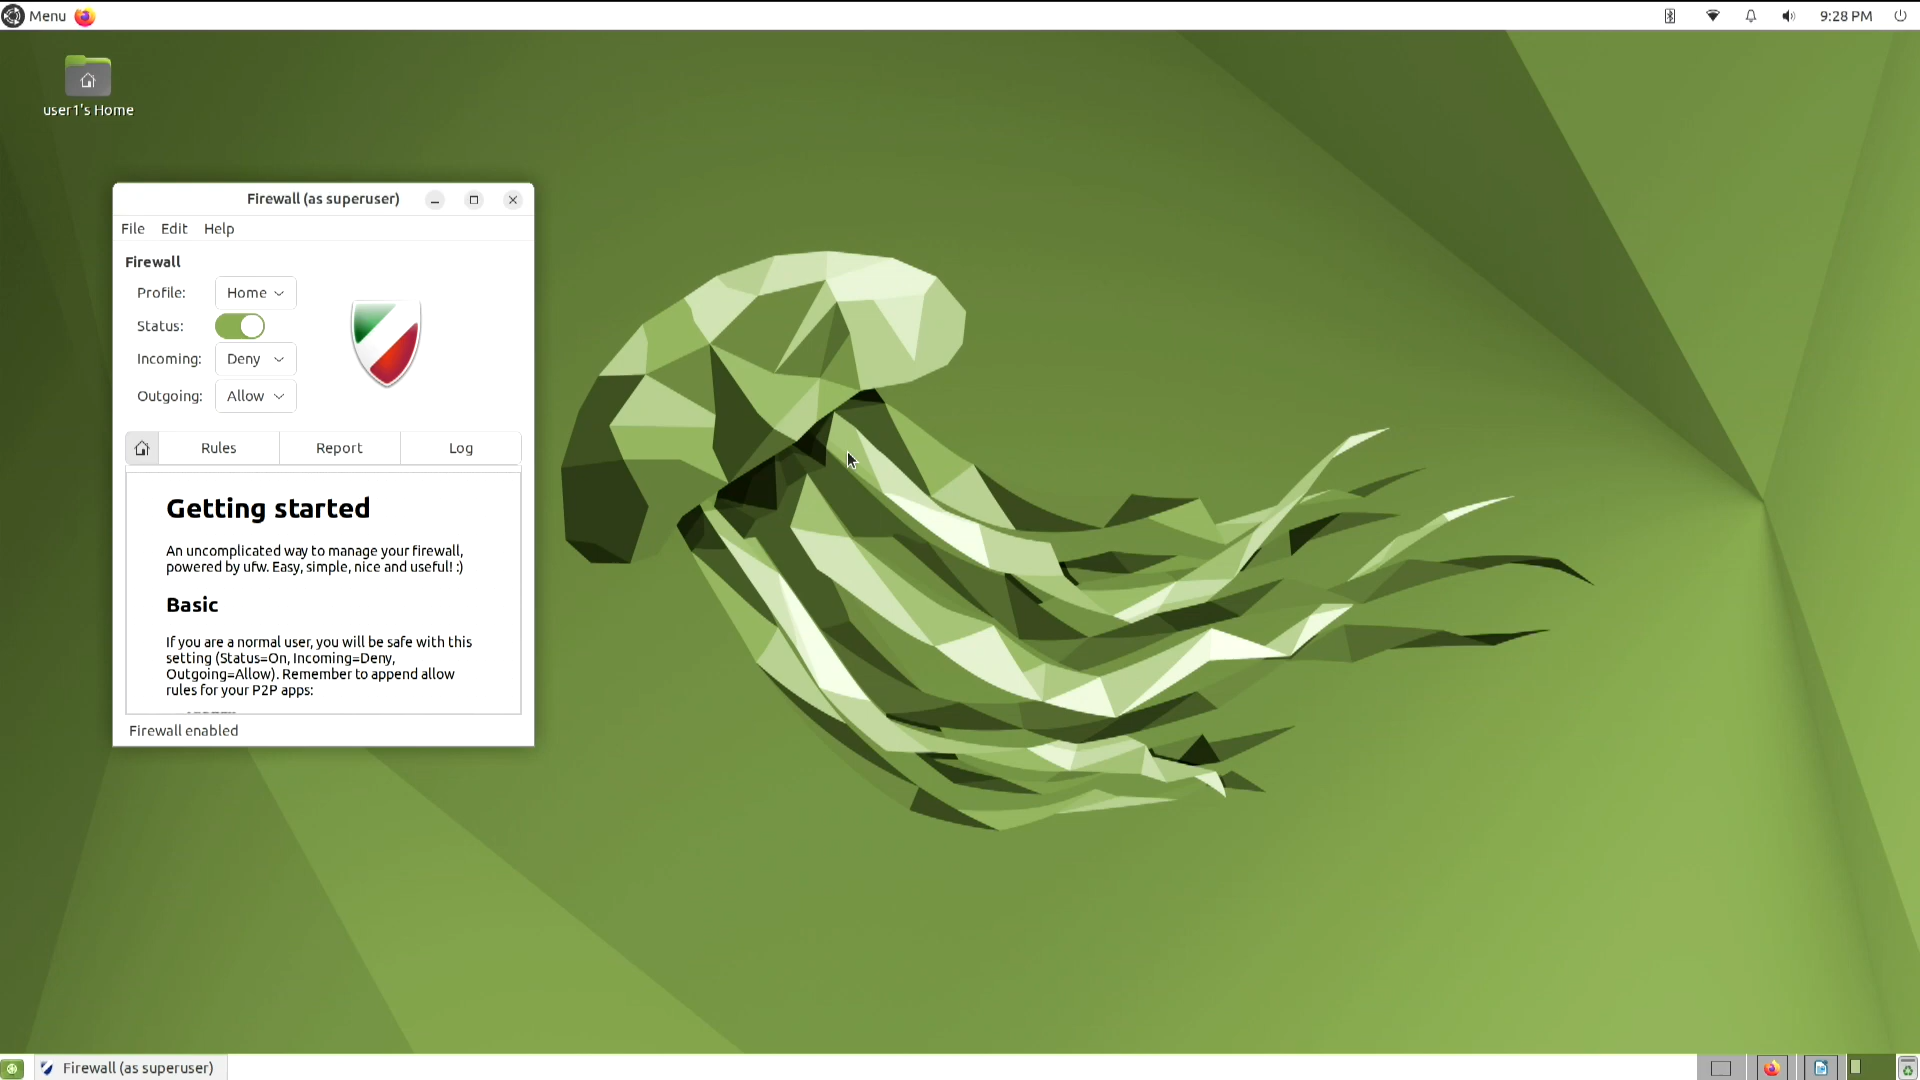 Menu
9:28 PM
user1's Home
Firewall (as superuser)
File Edit Help
Firewall
Profile: Home
Status:
Incoming: Deny
Outgoing: Allow
Rules Report Log
Getting started
An uncomplicated way to manage your firewall,
powered by ufw. Easy, simple, nice and useful! :)
Basic
If you are a normal user, you will be safe with this
setting (Status=On, Incoming=Deny,
Outgoing=Allow). Remember to append allow
rules for your P2P apps:
Firewall enabled
Firewall (as superuser)